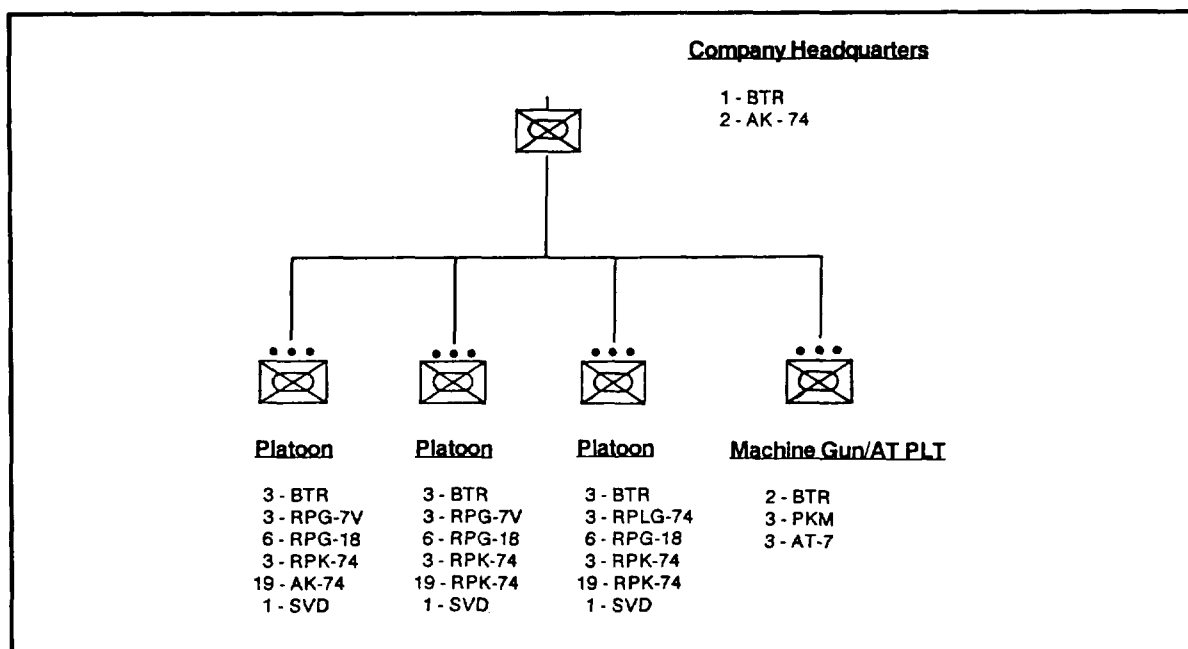 Company Headquarters
1 - BTR
2 - AK - 74
Platoon
3 - BTR
3 - RPG-7V
6 - RPG-18
3 - RPK-74
19 - AK-74
1 - SVD
Platoon
3 - BTR
3 - RPG-7V
6 - RPG-18
3 - RPK-74
19 - RPK-74
1 - SVD
Platoon
3 - BTR
3 - RPLG-74
6 - RPG-18
3 - RPK-74
19 - RPK-74
1 - SVD
Machine Gun/AT PLT
2 - BTR
3 - PKM
3 - AT-7